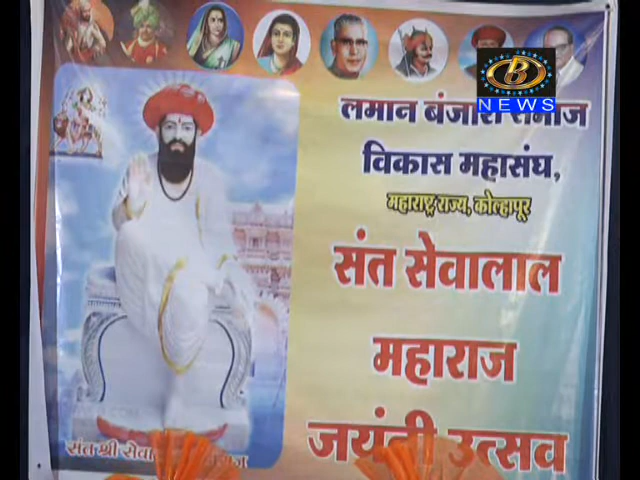 B
NEWS
लमान बंजारा समाज
विकास महासंघ,
महाराष्ट्र राज्य, कोल्हापूर
संत सेवालाल
महाराज
जयंती उत्सव
संत श्री